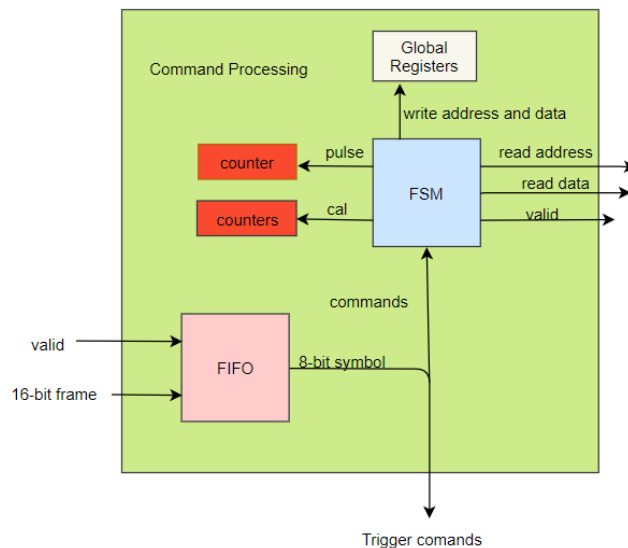 Global
Registers
Command Processing
write address and data
pulse
read address
counter
read data
FSM
cal
valid
counters
commands
valid
8-bit symbol
FIFO
16-bit frame
Trigger comands